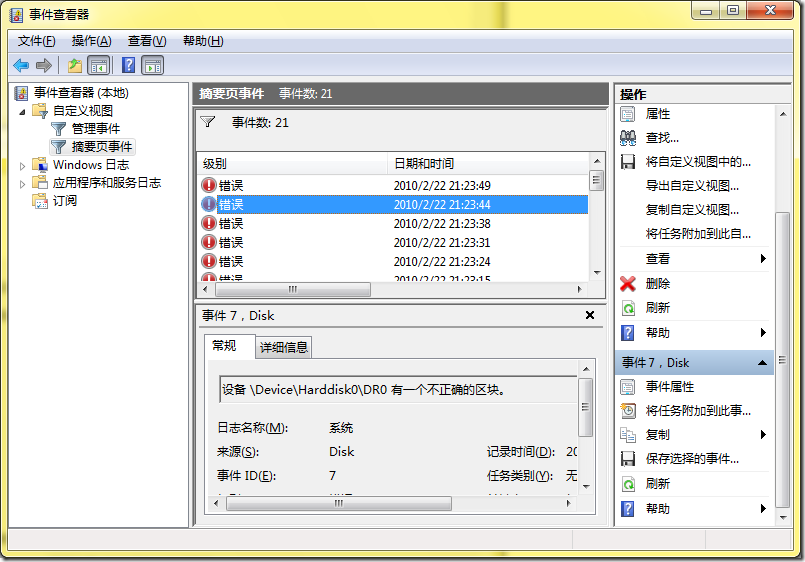 事件查看器
文件(F) 操作(A) 查看(V) 帮助(H)
事件查看器 (本地)
自定义视图
管理事件
摘要页事件
Windows 日志
应用程序和服务日志
订阅
摘要页事件 事件数: 21
事件数: 21
级别 日期和时间
错误 2010/2/22 21:23:49
错误 2010/2/22 21:23:44
错误 2010/2/22 21:23:38
错误 2010/2/22 21:23:31
错误 2010/2/22 21:23:24
错误 2010/2/22 21:23:15
事件 7，Disk
常规 详细信息
设备 \Device\Harddisk0\DR0 有一个不正确的区块。
日志名称(M): 系统
来源(S): Disk 记录时间(D): 20
事件 ID(E): 7 任务类别(Y): 无
操作
属性
查找...
将自定义视图中的...
导出自定义视图...
复制自定义视图...
将任务附加到此自...
查看
删除
刷新
帮助
事件 7，Disk
事件属性
将任务附加到此事...
复制
保存选择的事件...
刷新
帮助